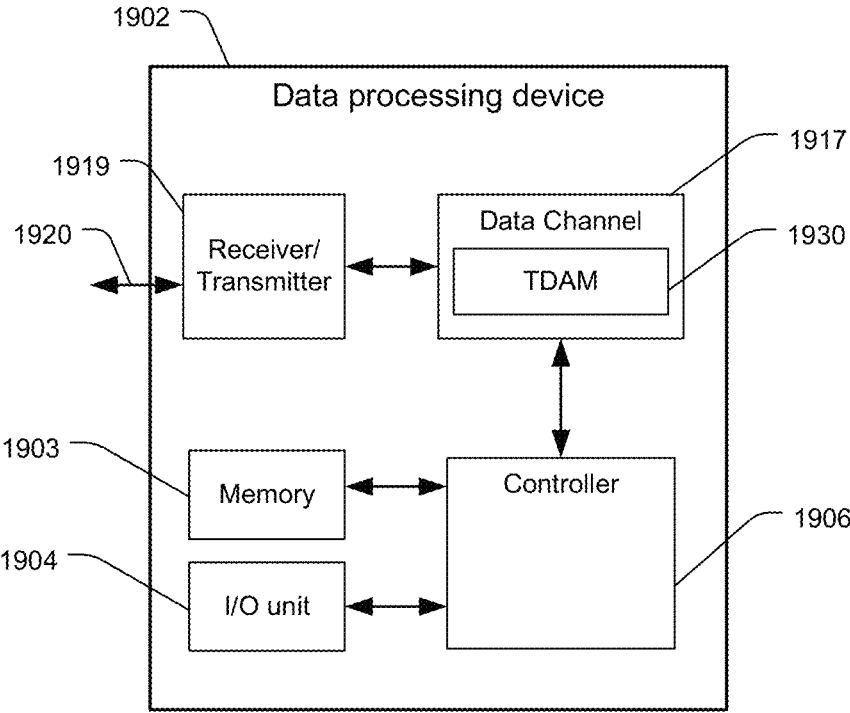 1902
Data processing device
1917
1919
Data Channel
1920
1930
Receiver/
Transmitter
TDAM
1903
Memory
Controller
1906
1904
I/O unit